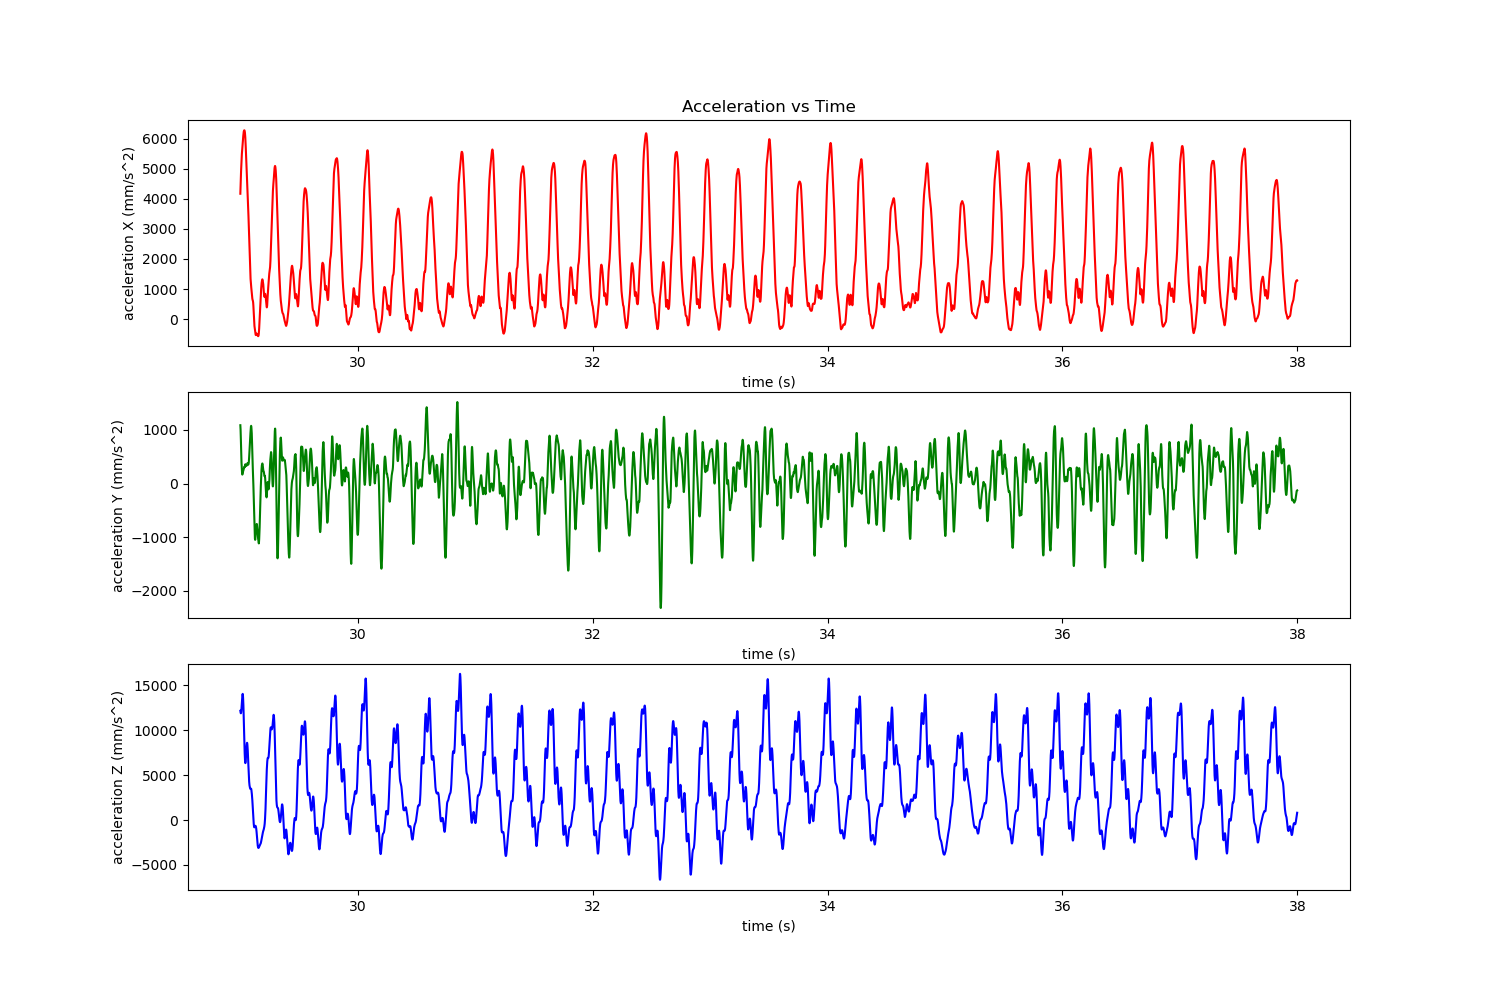 Acceleration vs Time
acceleration X (mm/s^2)
6000
5000
4000
3000
2000
1000
0
30 32 34 36 38
time (s)
acceleration Y (mm/s^2)
1000
0
−1000
−2000
30 32 34 36 38
time (s)
acceleration Z (mm/s^2)
15000
10000
5000
0
−5000
30 32 34 36 38
time (s)